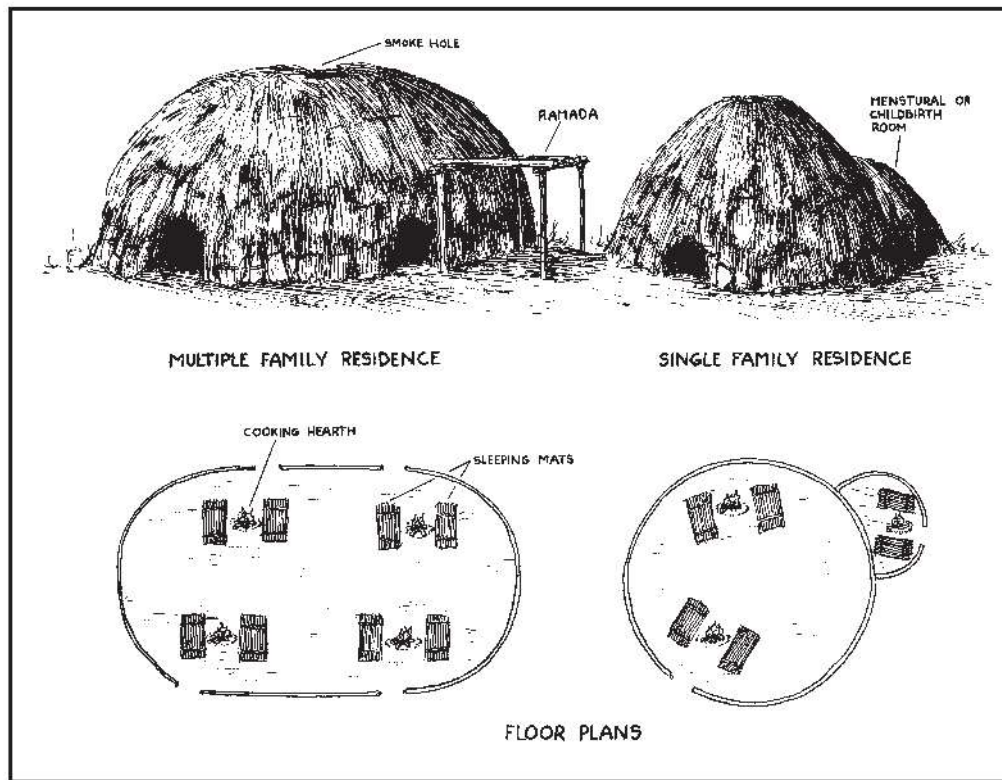 SMOKE HOLE
RAMADA
MENSTURAL OR
CHILDBIRTH
ROOM
MULTIPLE FAMILY RESIDENCE
SINGLE FAMILY RESIDENCE
COOKING HEARTH
SLEEPING MATS
FLOOR PLANS